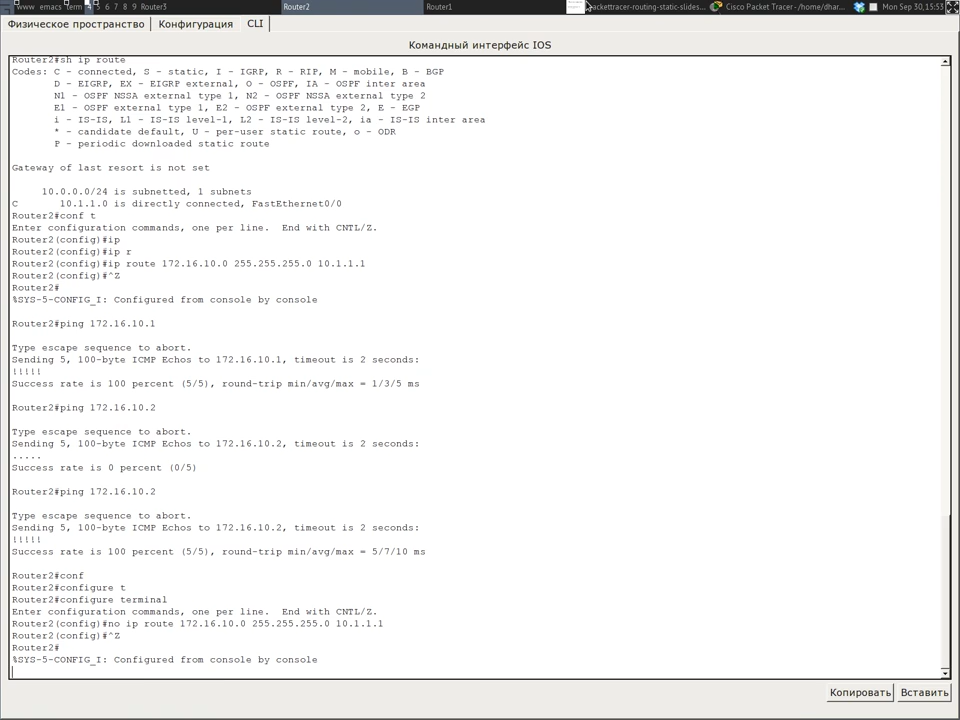 www emacs term 4 5 6 7 8 9 Router3 Router2 Router1 packettracer-routing-static-slides... Cisco Packet Tracer - /home/dhar... Mon Sep 30, 15:53
Физическое пространство Конфигурация CLI
Командный интерфейс IOS
Router2#sh ip route
Codes: C - connected, S - static, I - IGRP, R - RIP, M - mobile, B - BGP
D - EIGRP, EX - EIGRP external, O - OSPF, IA - OSPF inter area
N1 - OSPF NSSA external type 1, N2 - OSPF NSSA external type 2
E1 - OSPF external type 1, E2 - OSPF external type 2, E - EGP
i - IS-IS, L1 - IS-IS level-1, L2 - IS-IS level-2, ia - IS-IS inter area
* - candidate default, U - per-user static route, o - ODR
P - periodic downloaded static route
Gateway of last resort is not set
10.0.0.0/24 is subnetted, 1 subnets
C 10.1.1.0 is directly connected, FastEthernet0/0
Router2#conf t
Enter configuration commands, one per line. End with CNTL/Z.
Router2(config)#ip
Router2(config)#ip r
Router2(config)#ip route 172.16.10.0 255.255.255.0 10.1.1.1
Router2(config)#^Z
Router2#
%SYS-5-CONFIG_I: Configured from console by console
Router2#ping 172.16.10.1
Type escape sequence to abort.
Sending 5, 100-byte ICMP Echos to 172.16.10.1, timeout is 2 seconds:
!!!!!
Success rate is 100 percent (5/5), round-trip min/avg/max = 1/3/5 ms
Router2#ping 172.16.10.2
Type escape sequence to abort.
Sending 5, 100-byte ICMP Echos to 172.16.10.2, timeout is 2 seconds:
.....
Success rate is 0 percent (0/5)
Router2#ping 172.16.10.2
Type escape sequence to abort.
Sending 5, 100-byte ICMP Echos to 172.16.10.2, timeout is 2 seconds:
!!!!!
Success rate is 100 percent (5/5), round-trip min/avg/max = 5/7/10 ms
Router2#conf
Router2#configure t
Router2#configure terminal
Enter configuration commands, one per line. End with CNTL/Z.
Router2(config)#no ip route 172.16.10.0 255.255.255.0 10.1.1.1
Router2(config)#^Z
Router2#
%SYS-5-CONFIG_I: Configured from console by console
Копировать Вставить